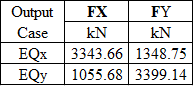 Output FX FY
Case kN kN
EQx 3343.66 1348.75
EQy 1055.68 3399.14